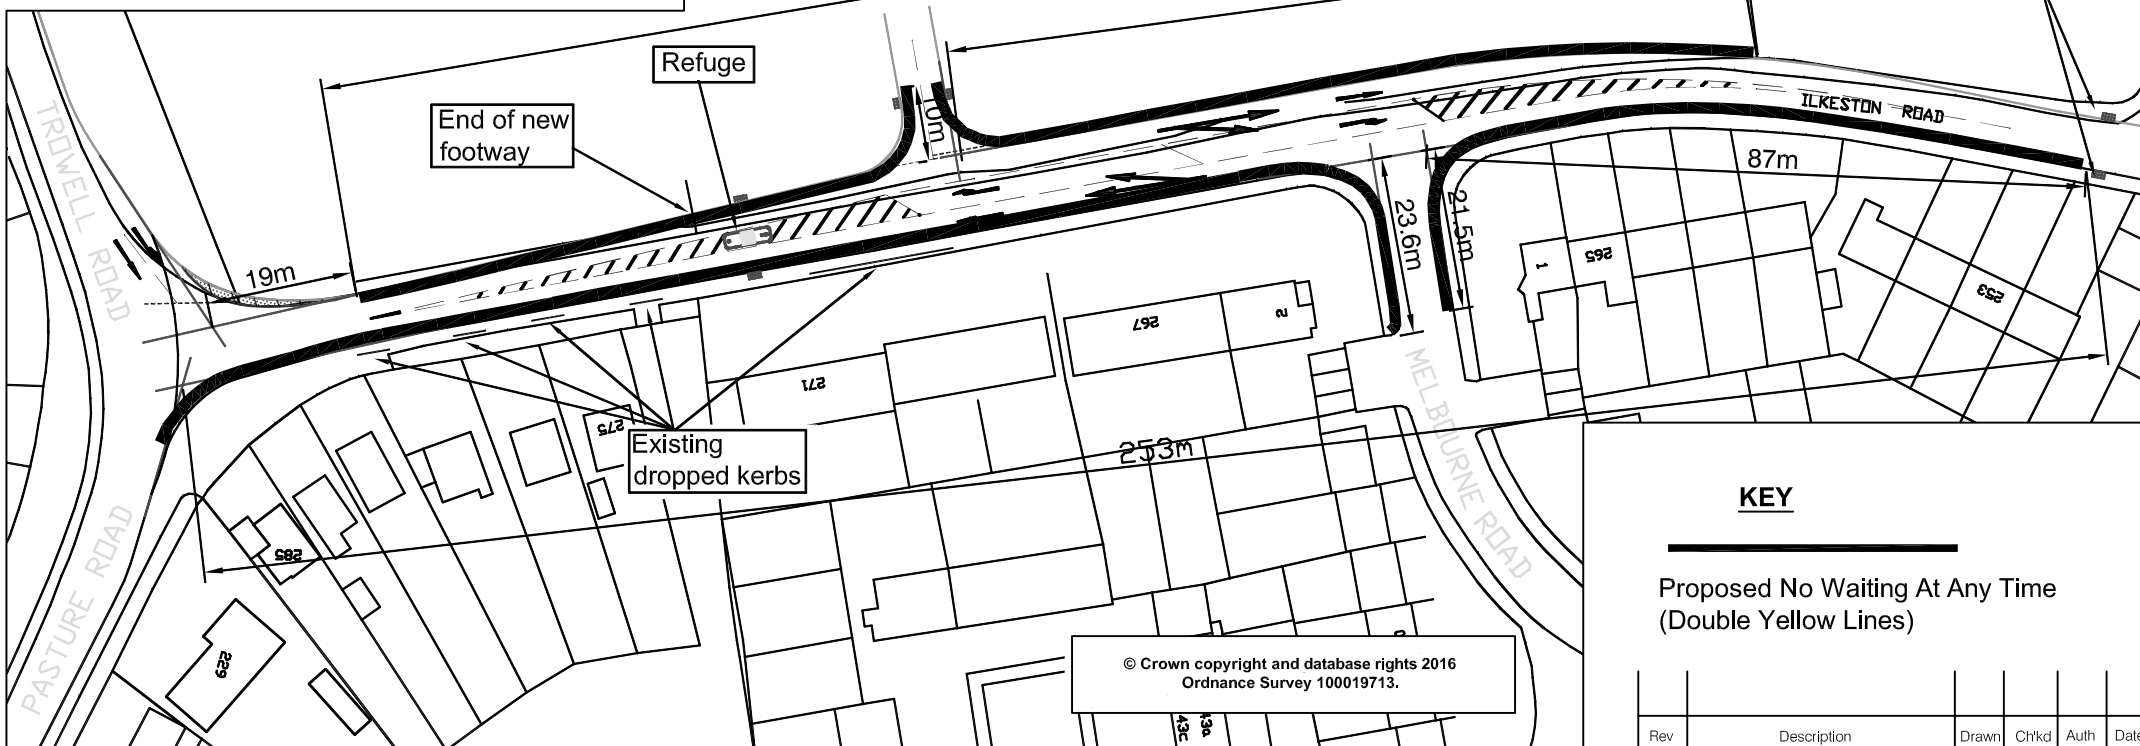 Refuge
End of new
footway
TROWELL ROAD
19m
10m
ILKESTON ROAD
87m
23.6m
21.5m
1
265
253
267
2
271
275
Existing
dropped kerbs
253m
MELBOURNE ROAD
285
PASTURE ROAD
229
KEY
Proposed No Waiting At Any Time
(Double Yellow Lines)
© Crown copyright and database rights 2016
Ordnance Survey 100019713.
43c
43a
Rev
Description
Drawn
Ch'kd
Auth
Date